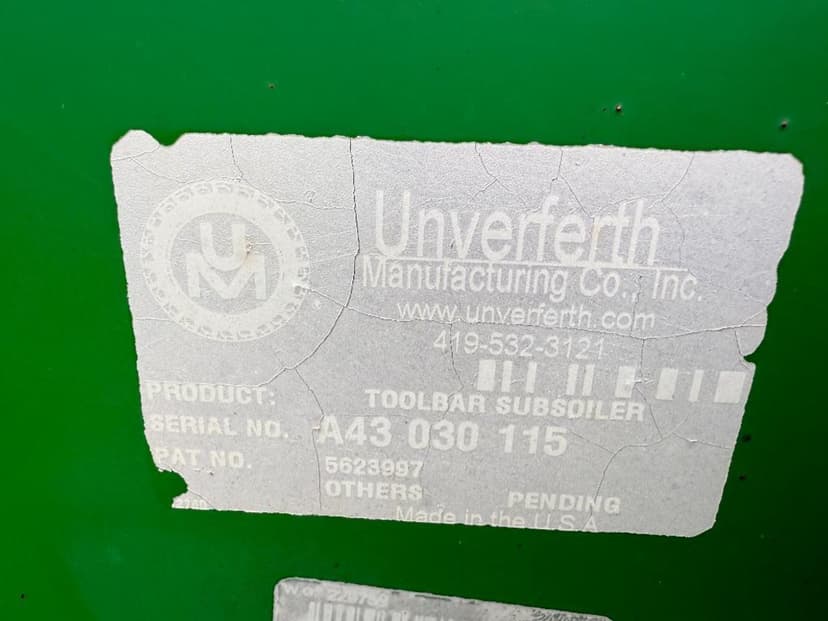 UM
Unverferth
Manufacturing Co., Inc.
www.unverferth.com
419-532-3121
PRODUCT: TOOLBAR SUBSOILER
SERIAL NO. A43 030 115
PAT NO. 5623997
OTHERS PENDING
Made in the U.S.A